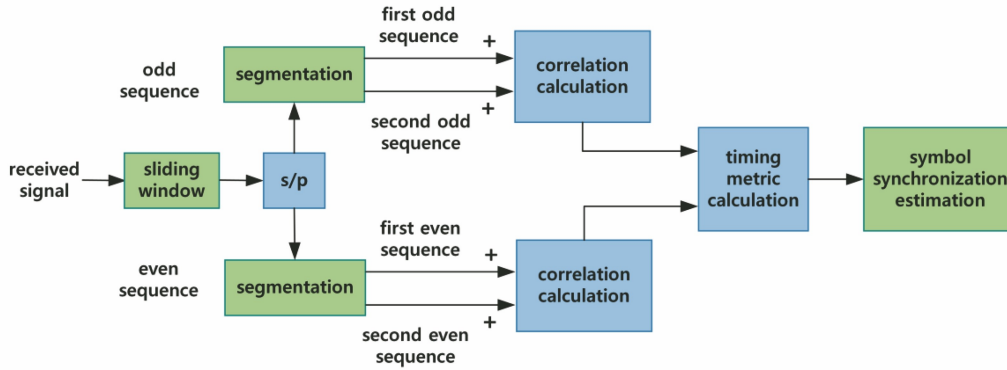 first odd
sequence
+
odd
sequence
segmentation
correlation
calculation
+
second odd
sequence
received
signal
sliding
window
s/p
timing
metric
calculation
symbol
synchronization
estimation
first even
sequence
+
even
sequence
segmentation
correlation
calculation
+
second even
sequence